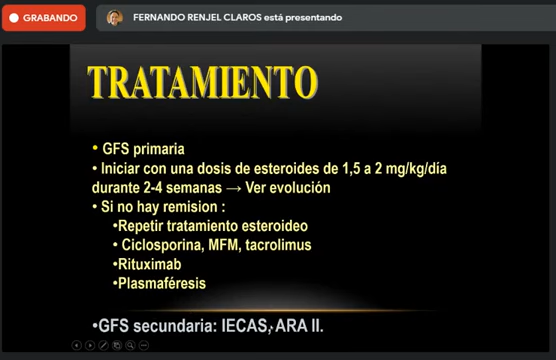 GRABANDO
FERNANDO RENJEL CLAROS está presentando
TRATAMIENTO
• GFS primaria
• Iniciar con una dosis de esteroides de 1,5 a 2 mg/kg/día
durante 2-4 semanas → Ver evolución
• Si no hay remision :
•Repetir tratamiento esteroideo
• Ciclosporina, MFM, tacrolimus
•Rituximab
•Plasmaféresis
•GFS secundaria: IECAS, ARA II.